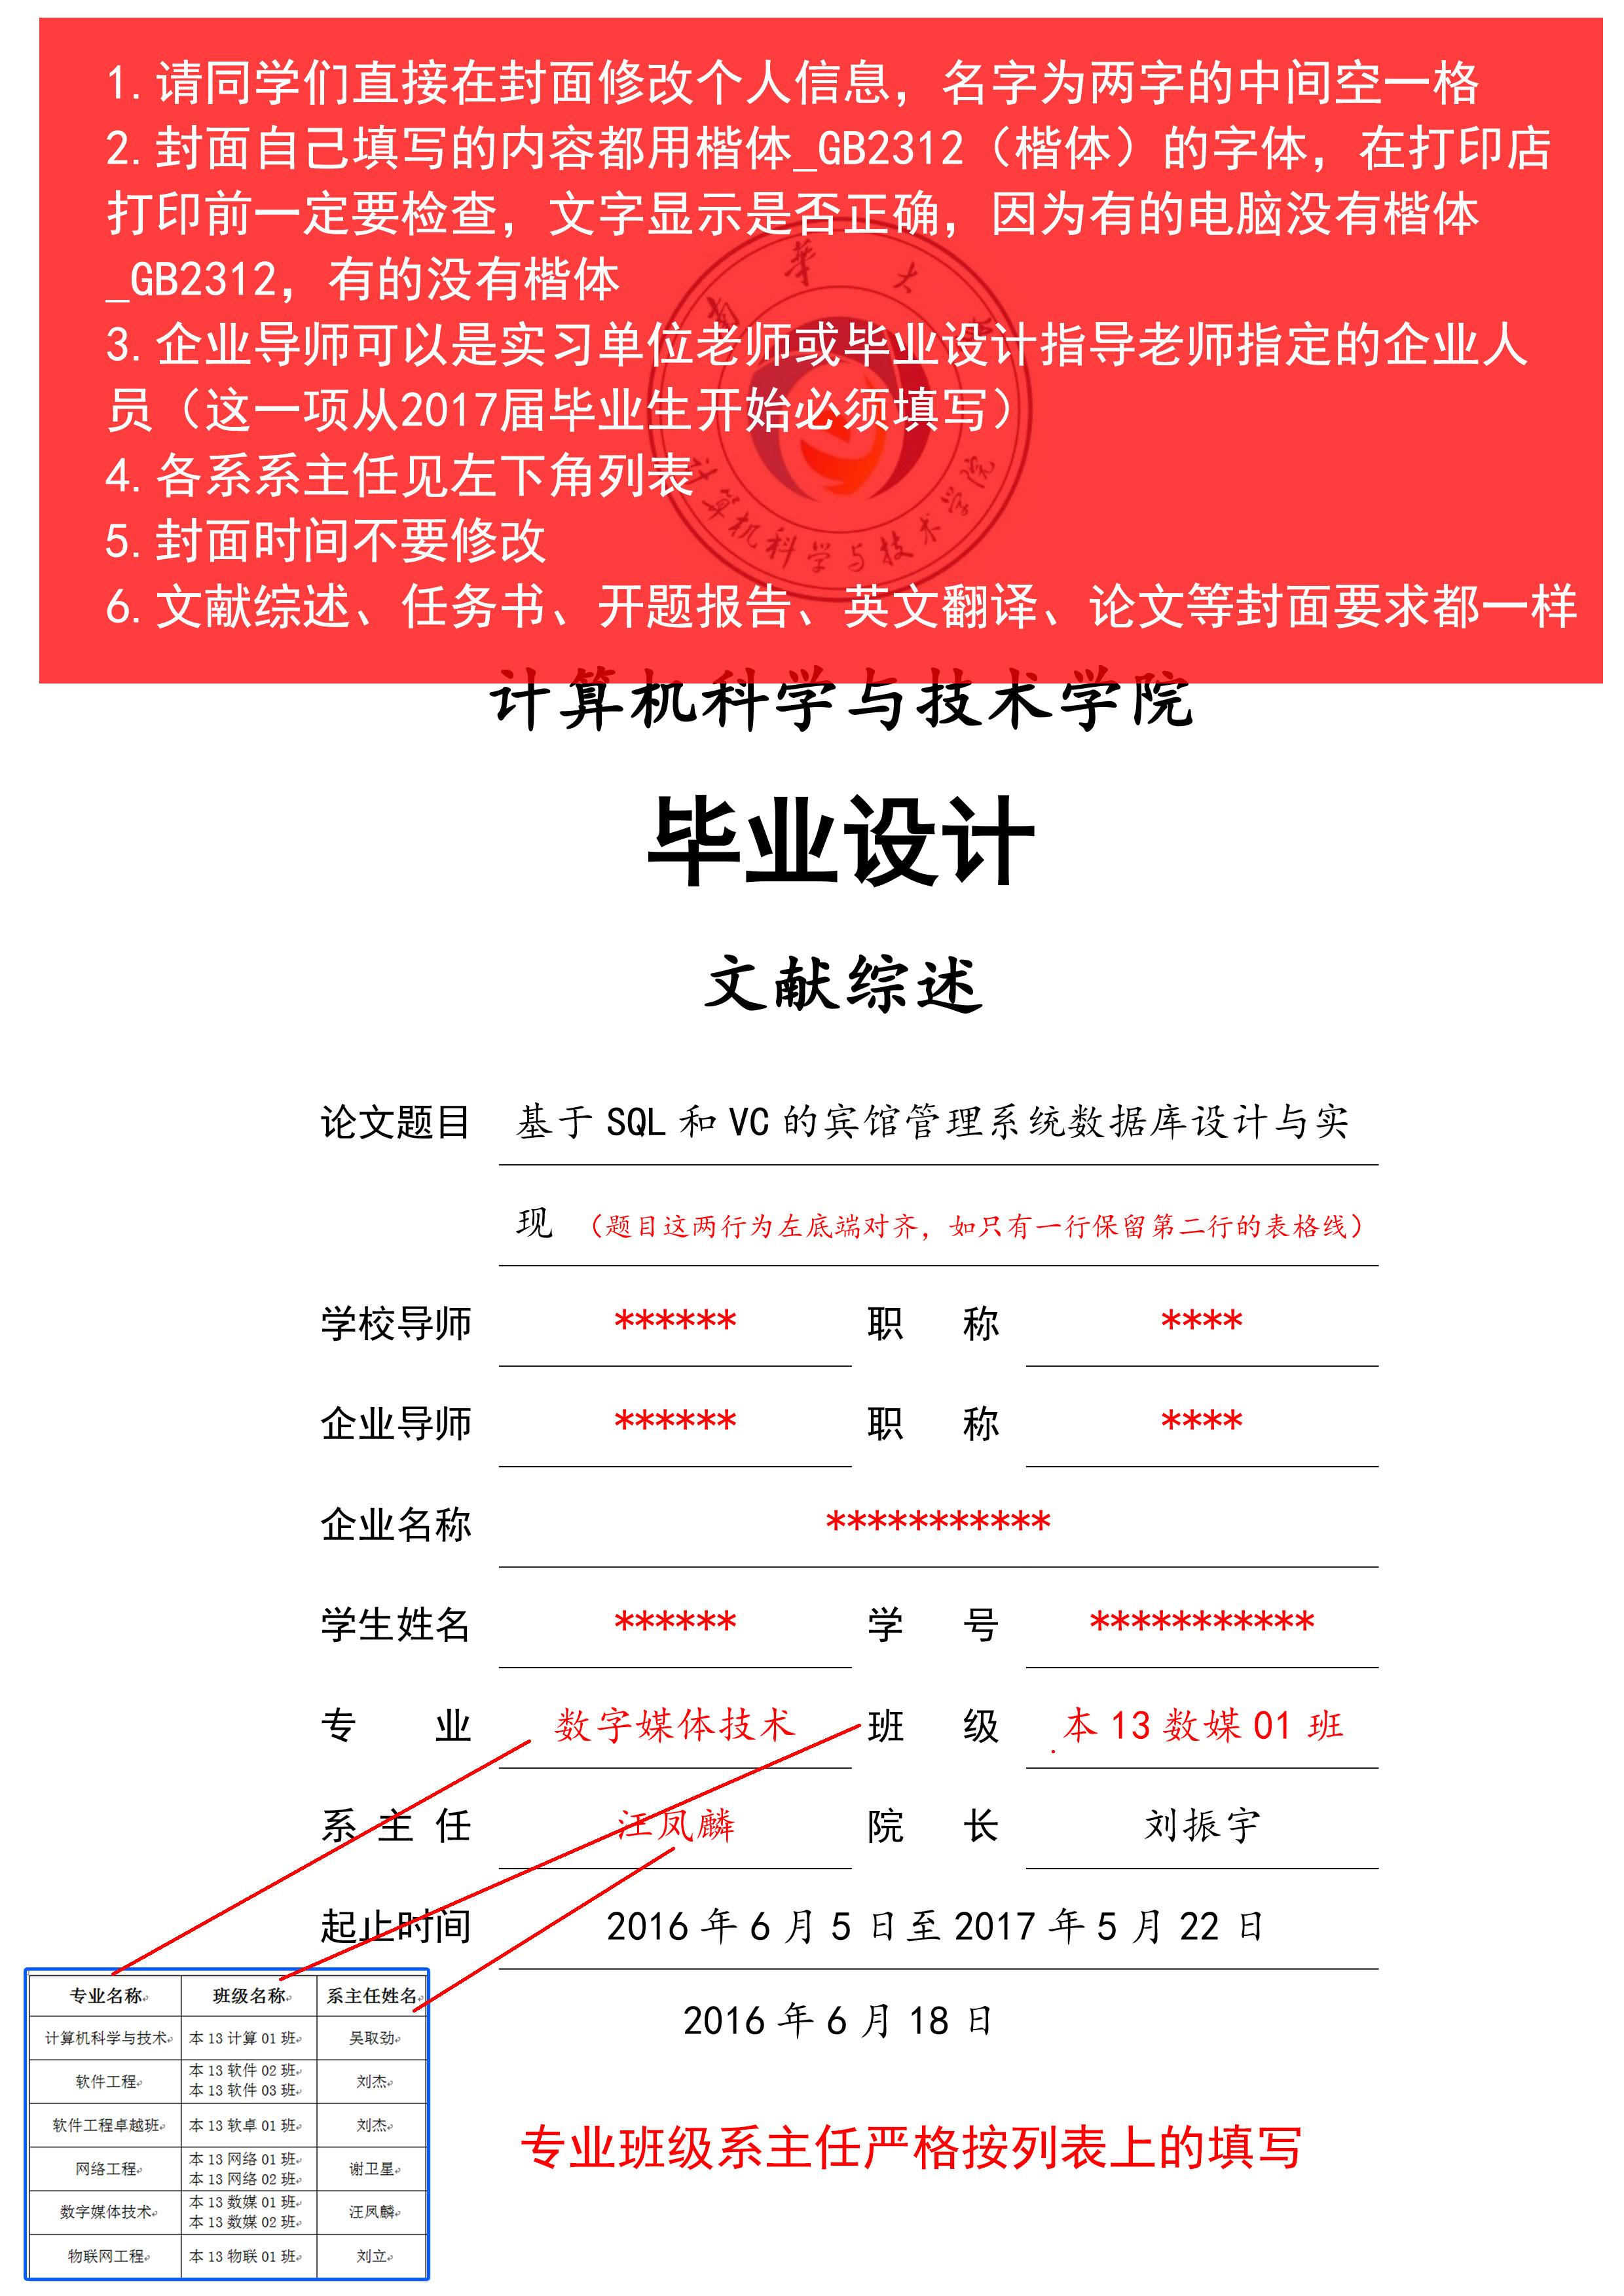 1.请同学们直接在封面修改个人信息，名字为两字的中间空一格
2.封面自己填写的内容都用楷体_GB2312（楷体）的字体，在打印店
打印前一定要检查，文字显示是否正确，因为有的电脑没有楷体
_GB2312，有的没有楷体
3.企业导师可以是实习单位老师或毕业设计指导老师指定的企业人
员（这一项从2017届毕业生开始必须填写）
4.各系系主任见左下角列表
5.封面时间不要修改
6.文献综述、任务书、开题报告、英文翻译、论文等封面要求都一样
华 大
计算机科学与技术学院
计算机科学与技术学院
毕业设计
文献综述
论文题目 基于 SQL 和 VC 的宾馆管理系统数据库设计与实
现 （题目这两行为左底端对齐，如只有一行保留第二行的表格线）
学校导师 ****** 职 称 ****
企业导师 ****** 职 称 ****
企业名称 ***********
学生姓名 ****** 学 号 ***********
专 业 数字媒体技术 班 级 本 13 数媒 01 班
系 主 任 汪凤麟 院 长 刘振宇
起止时间 2016 年 6 月 5 日至 2017 年 5 月 22 日
2016 年 6 月 18 日
专业班级系主任严格按列表上的填写
专业名称 班级名称 系主任姓名
计算机科学与技术 本 13 计算 01 班 吴取劲
软件工程 本 13 软件 02 班 刘杰
本 13 软件 03 班
软件工程卓越班 本 13 软卓 01 班 刘杰
网络工程 本 13 网络 01 班 谢卫星
本 13 网络 02 班
数字媒体技术 本 13 数媒 01 班 汪凤麟
本 13 数媒 02 班
物联网工程 本 13 物联 01 班 刘立